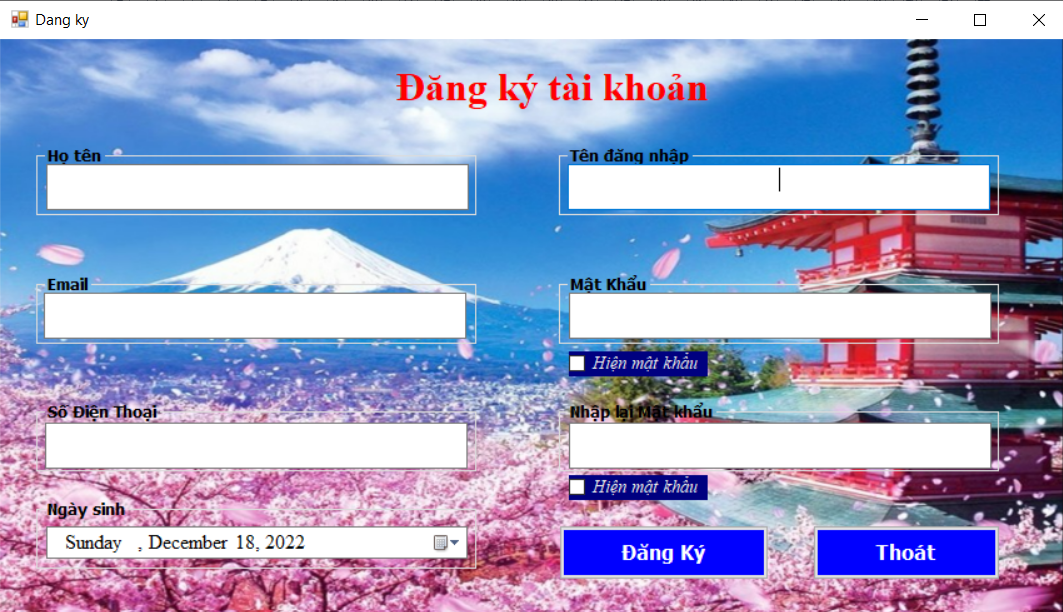 Dang ky
Đăng ký tài khoản
Họ tên
Tên đăng nhập
Email
Mật Khẩu
Hiện mật khẩu
Số Điện Thoại
Nhập lại Mật khẩu
Hiện mật khẩu
Ngày sinh
Sunday , December 18, 2022
Đăng Ký
Thoát